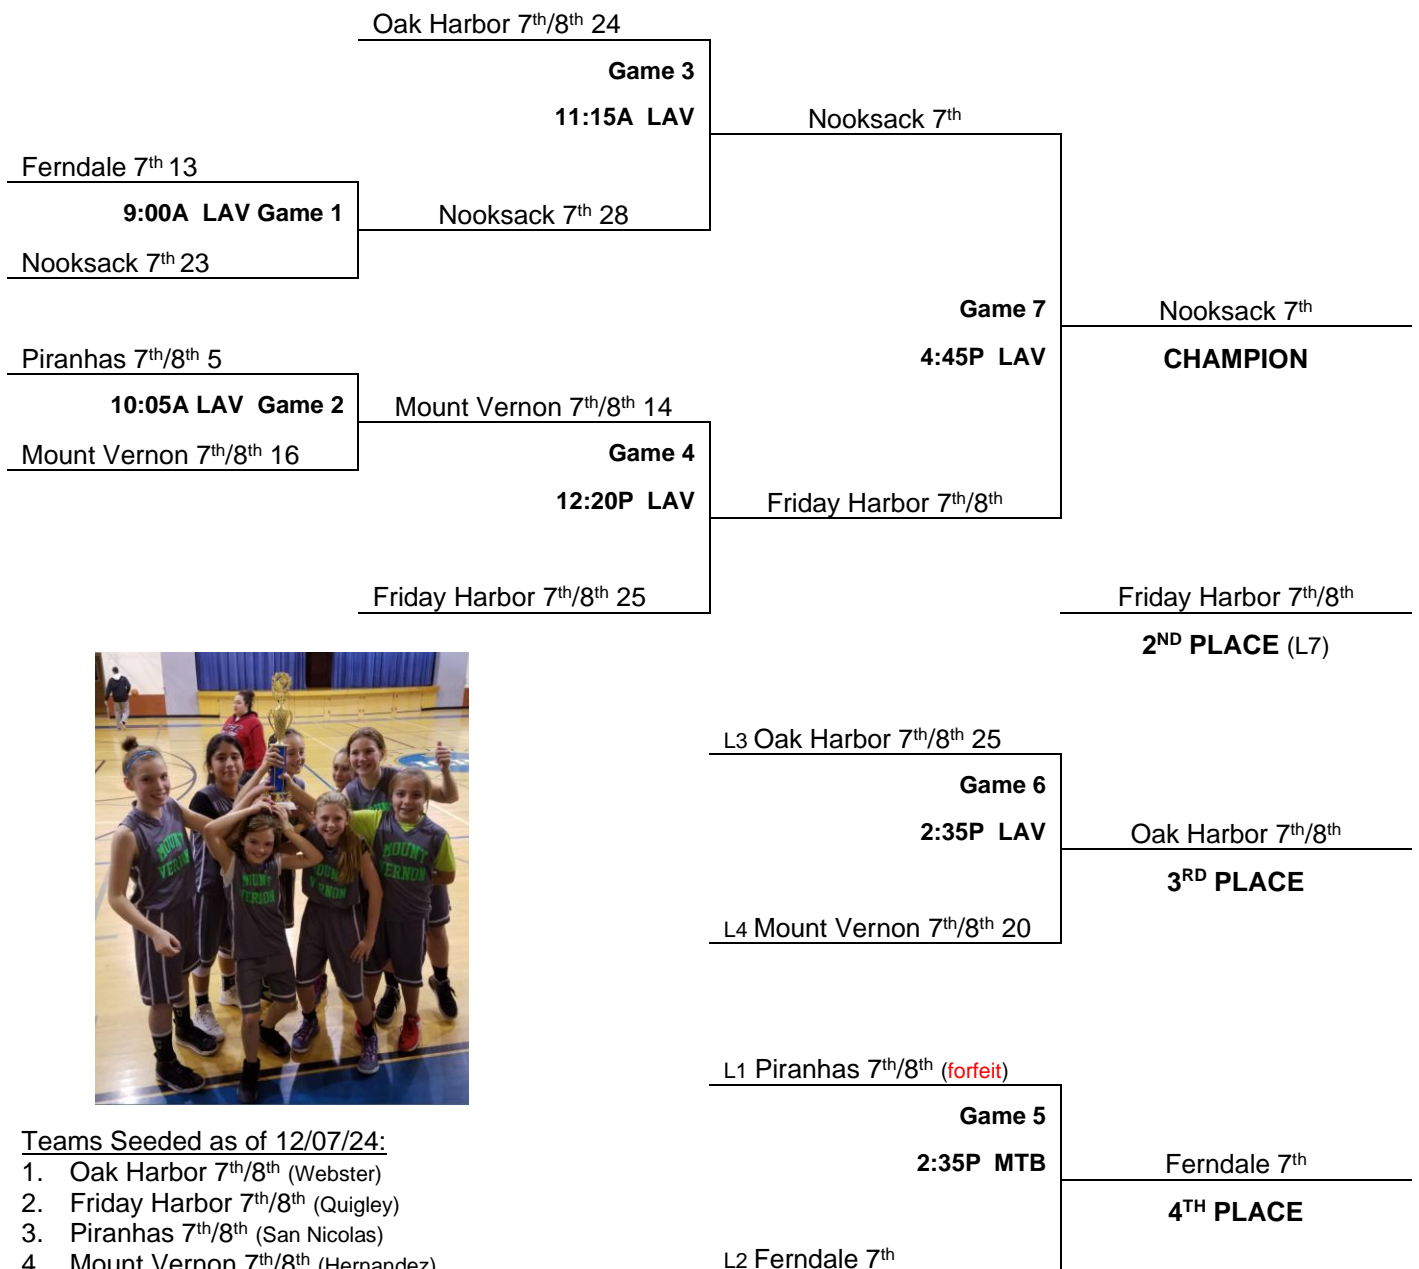 Oak Harbor 7th/8th 24
Game 3
11:15A LAV
Nooksack 7th
Ferndale 7th 13
9:00A LAV Game 1
Nooksack 7th 28
Nooksack 7th 23
Game 7
Nooksack 7th
Piranhas 7th/8th 5
4:45P LAV
CHAMPION
10:05A LAV Game 2
Mount Vernon 7th/8th 14
Mount Vernon 7th/8th 16
Game 4
12:20P LAV
Friday Harbor 7th/8th
Friday Harbor 7th/8th 25
Friday Harbor 7th/8th
2ND PLACE (L7)
L3 Oak Harbor 7th/8th 25
Game 6
2:35P LAV
Oak Harbor 7th/8th
3RD PLACE
L4 Mount Vernon 7th/8th 20
MOUNT
VERNON
MOUNT
VERNON
MOUNT
VERNON
L1 Piranhas 7th/8th (forfeit)
Game 5
2:35P MTB
Ferndale 7th
4TH PLACE
L2 Ferndale 7th
Teams Seeded as of 12/07/24:
1. Oak Harbor 7th/8th (Webster)
2. Friday Harbor 7th/8th (Quigley)
3. Piranhas 7th/8th (San Nicolas)
4. Mount Vernon 7th/8th (Hernandez)